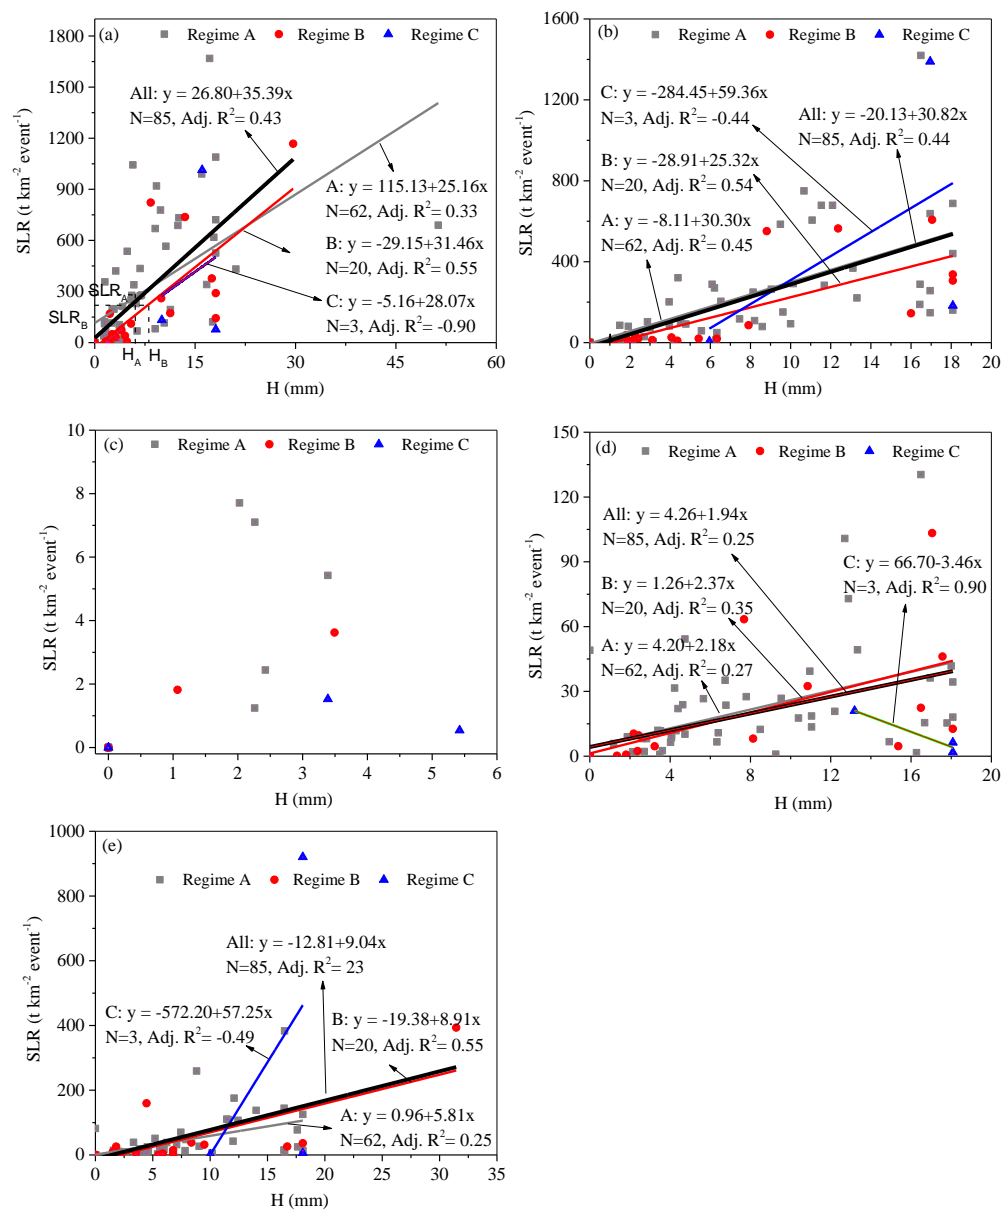 (a) Regime A Regime B Regime C
All: y = 26.80+35.39x
N=85, Adj. R²= 0.43
A: y = 115.13+25.16x
N=62, Adj. R²= 0.33
B: y = -29.15+31.46x
N=20, Adj. R²= 0.55
C: y = -5.16+28.07x
N=3, Adj. R²= -0.90
SLR_A
SLR_B
H_A H_B
SLR (t km⁻² event⁻¹)
1800
1500
1200
900
600
300
0
0 15 30 45 60
H (mm)
(b) Regime A Regime B Regime C
C: y = -284.45+59.36x
N=3, Adj. R²= -0.44
All: y = -20.13+30.82x
N=85, Adj. R²= 0.44
B: y = -28.91+25.32x
N=20, Adj. R²= 0.54
A: y = -8.11+30.30x
N=62, Adj. R²= 0.45
SLR (t km⁻² event⁻¹)
1600
1200
800
400
0
0 4 8 12 16 20
H (mm)
(c) Regime A Regime B Regime C
SLR (t km⁻² event⁻¹)
10
8
6
4
2
0
0 1 2 3 4 5 6
H (mm)
(d) Regime A Regime B Regime C
All: y = 4.26+1.94x
N=85, Adj. R²= 0.25
C: y = 66.70-3.46x
N=3, Adj. R²= 0.90
B: y = 1.26+2.37x
N=20, Adj. R²= 0.35
A: y = 4.20+2.18x
N=62, Adj. R²= 0.27
SLR (t km⁻² event⁻¹)
150
120
90
60
30
0
0 4 8 12 16 20
H (mm)
(e)
Regime A Regime B Regime C
All: y = -12.81+9.04x
N=85, Adj. R²= 23
C: y = -572.20+57.25x
N=3, Adj. R²= -0.49
B: y = -19.38+8.91x
N=20, Adj. R²= 0.55
A: y = 0.96+5.81x
N=62, Adj. R²= 0.25
SLR (t km⁻² event⁻¹)
1000
800
600
400
200
0
0 5 10 15 20 25 30 35
H (mm)